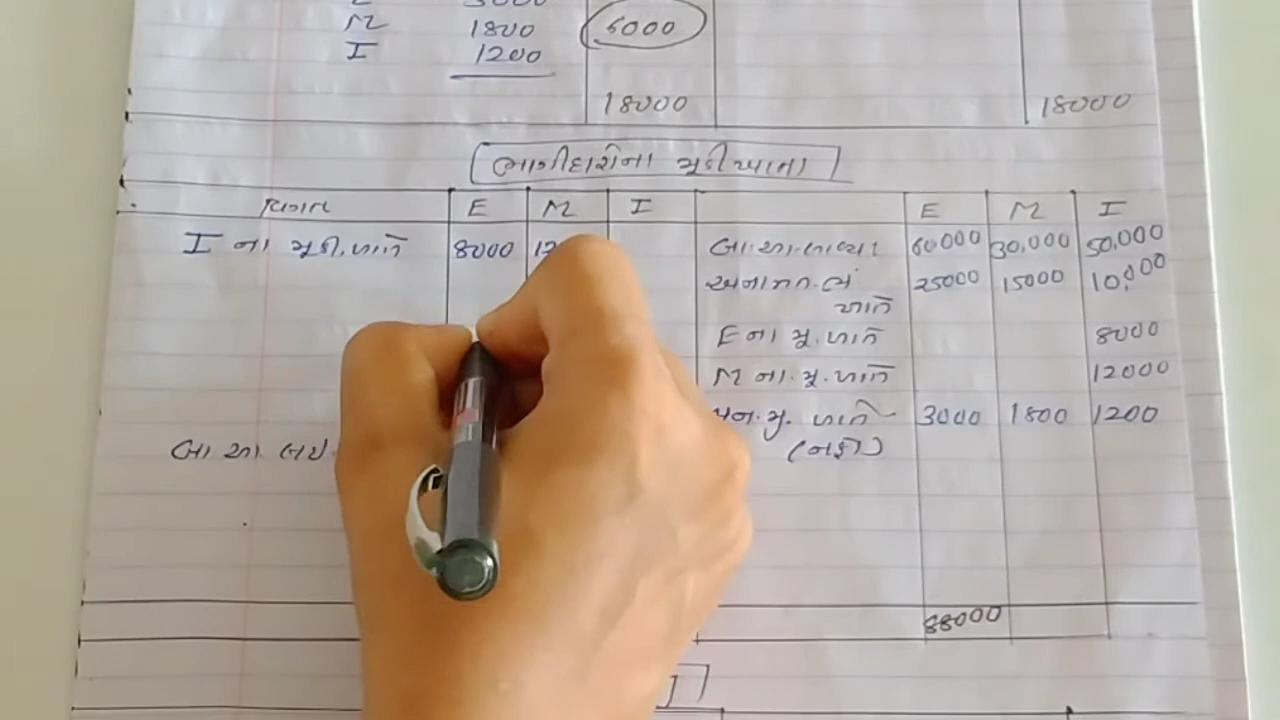 M 1800 6000
I 1200
18000 18000
ભાગીદારોના મૂડીખાતા
વિગત E M I E M I
I ના મૂડી.ખાતે 8000 બા.આ.લાવ્યા 60000 30,000 50,000
અનામત.ભં 25000 15000 10,000
ખાતે
E ના મૂ.ખાતે 8000
M ના.મૂ.ખાતે 12000
પુન.મૂ. ખાતે 3000 1800 1200
બા આ લઈ. (નફો)
88000